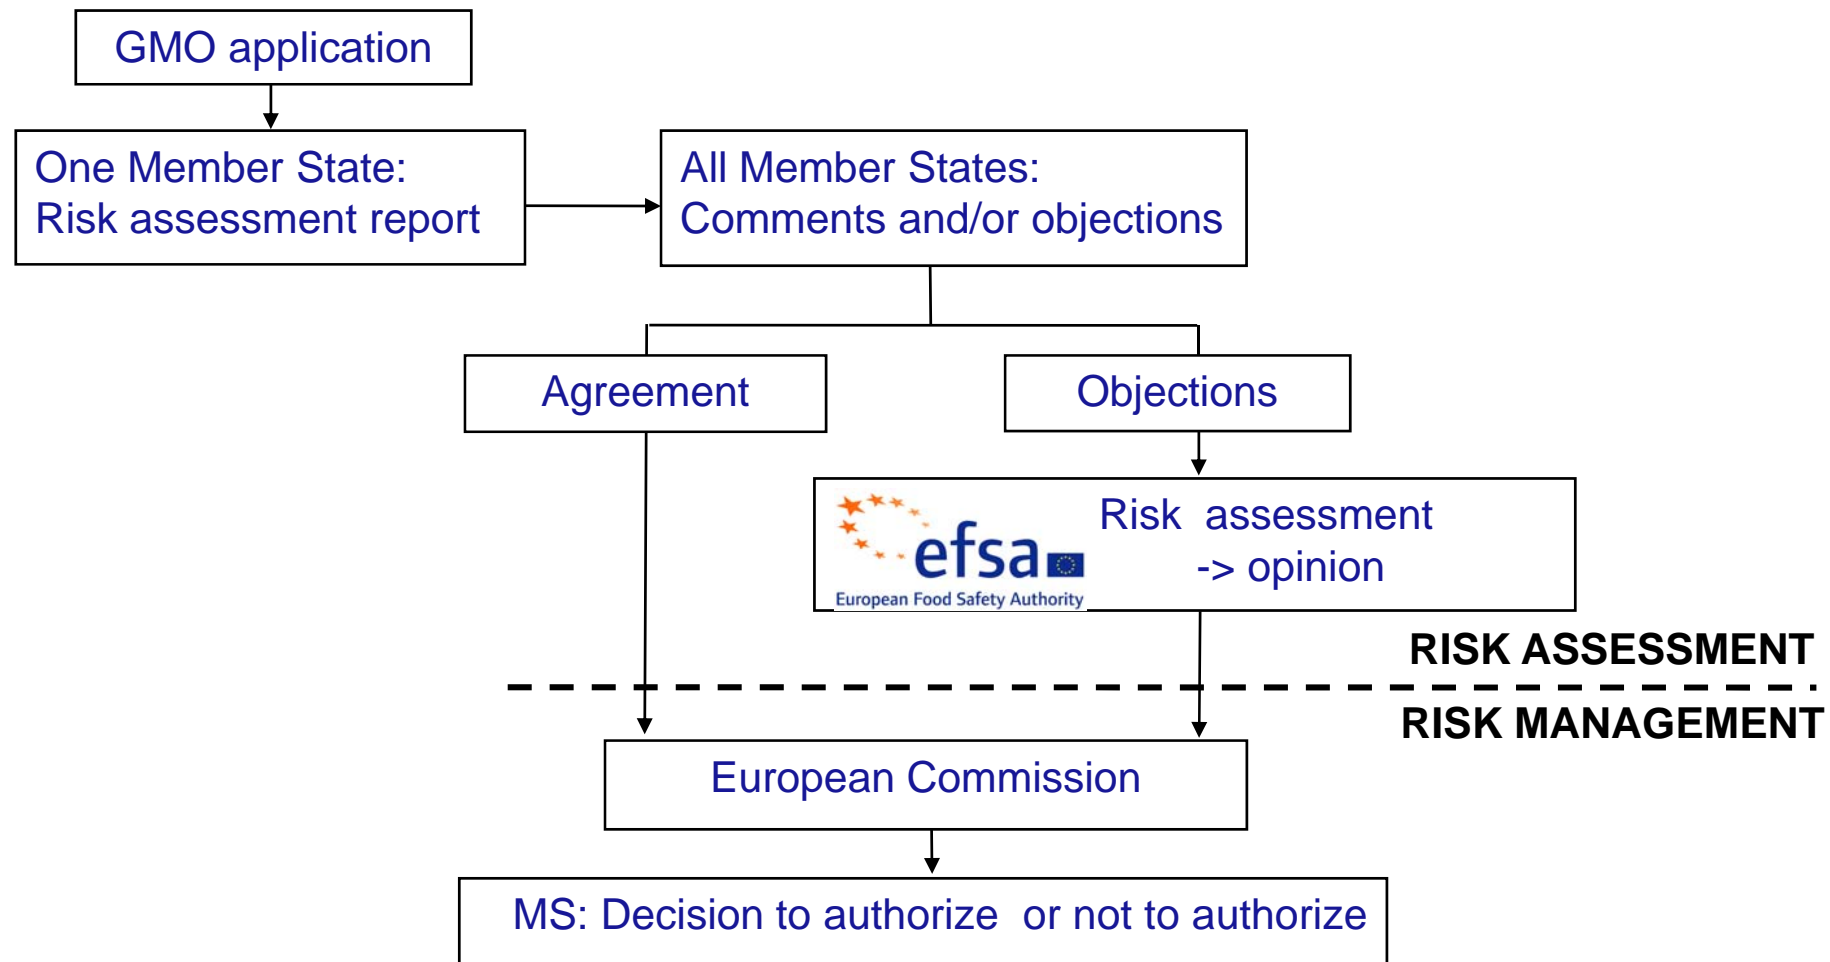 GMO application
One Member State:
Risk assessment report
All Member States:
Comments and/or objections
Agreement
Objections
efsa
European Food Safety Authority
Risk assessment
-> opinion
RISK ASSESSMENT
RISK MANAGEMENT
European Commission
MS: Decision to authorize or not to authorize